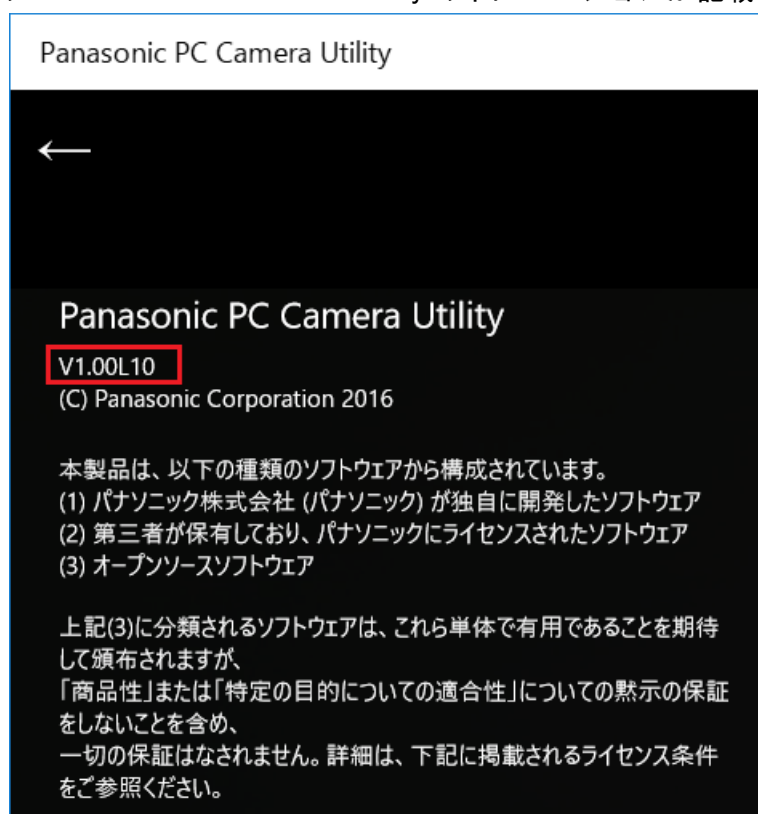 Panasonic PC Camera Utility
Panasonic PC Camera Utility
V1.00L10
(C) Panasonic Corporation 2016
本製品は、以下の種類のソフトウェアから構成されています。
(1) パナソニック株式会社 (パナソニック) が独自に開発したソフトウェア
(2) 第三者が保有しており、パナソニックにライセンスされたソフトウェア
(3) オープンソースソフトウェア
上記(3)に分類されるソフトウェアは、これら単体で有用であることを期待
して頒布されますが、
「商品性」または「特定の目的についての適合性」についての黙示の保証
をしないことを含め、
一切の保証はなされません。詳細は、下記に掲載されるライセンス条件
をご参照ください。